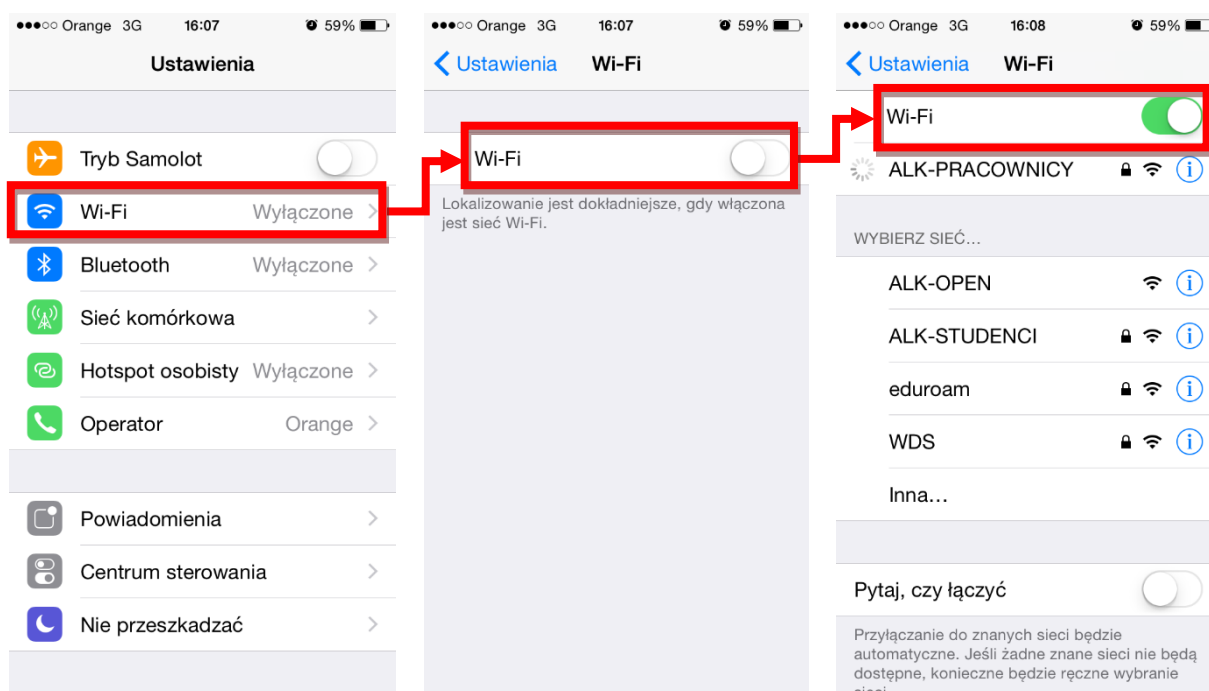 Orange 3G 16:07 59%
Ustawienia
Tryb Samolot
Wi-Fi Wyłączone
Bluetooth Wyłączone
Sieć komórkowa
Hotspot osobisty Wyłączone
Operator Orange
Powiadomienia
Centrum sterowania
Nie przeszkadzać
Orange 3G 16:07 59%
Ustawienia Wi-Fi
Wi-Fi
Lokalizowanie jest dokładniejsze, gdy włączona
jest sieć Wi-Fi.
Orange 3G 16:08 59%
Ustawienia Wi-Fi
Wi-Fi
ALK-PRACOWNICY
WYBIERZ SIEĆ...
ALK-OPEN
ALK-STUDENCI
eduroam
WDS
Inna...
Pytaj, czy łączyć
Przyłączanie do znanych sieci będzie
automatyczne. Jeśli żadne znane sieci nie będą
dostępne, konieczne będzie ręczne wybranie